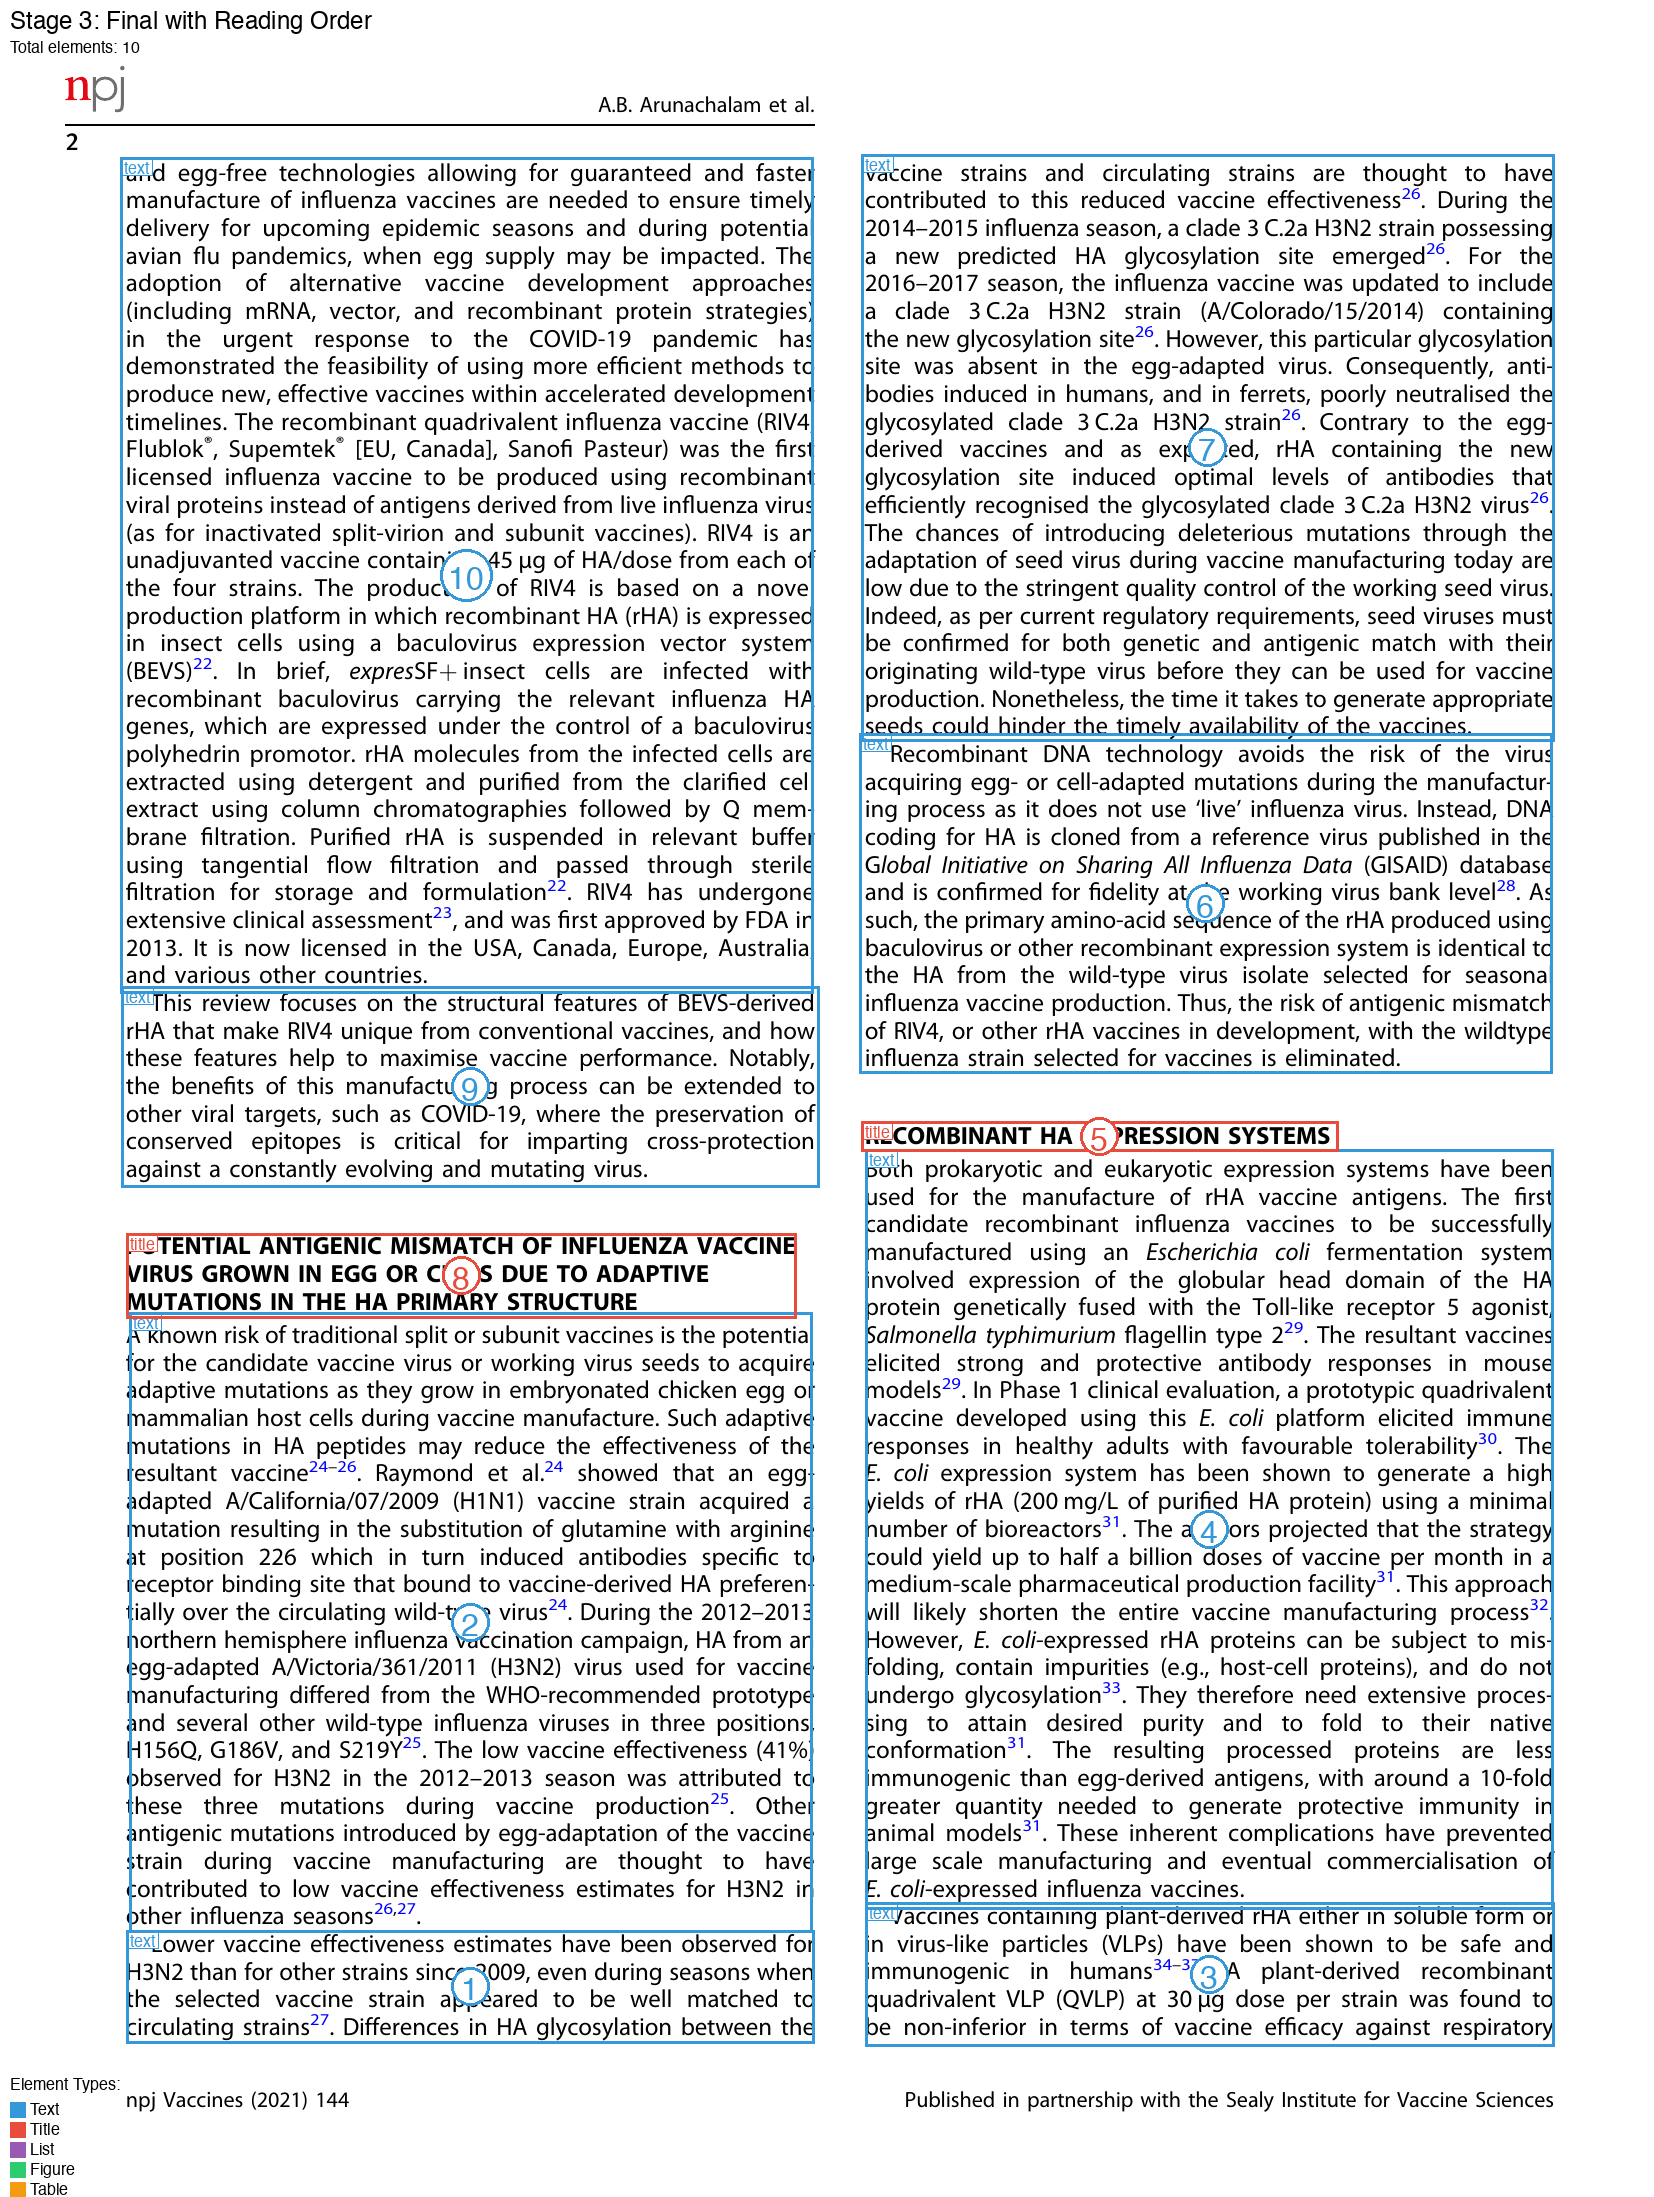 Stage 3: Final with Reading Order
Total elements: 10
npj
A.B. Arunachalam et al.
2
text
and egg-free technologies allowing for guaranteed and faster
manufacture of influenza vaccines are needed to ensure timely
delivery for upcoming epidemic seasons and during potential
avian flu pandemics, when egg supply may be impacted. The
adoption of alternative vaccine development approaches
(including mRNA, vector, and recombinant protein strategies)
in the urgent response to the COVID-19 pandemic has
demonstrated the feasibility of using more efficient methods to
produce new, effective vaccines within accelerated development
timelines. The recombinant quadrivalent influenza vaccine (RIV4,
Flublok®, Supemtek® [EU, Canada], Sanofi Pasteur) was the first
licensed influenza vaccine to be produced using recombinant
viral proteins instead of antigens derived from live influenza virus
(as for inactivated split-virion and subunit vaccines). RIV4 is an
unadjuvanted vaccine containing 45 µg of HA/dose from each of
10
the four strains. The production of RIV4 is based on a novel
production platform in which recombinant HA (rHA) is expressed
in insect cells using a baculovirus expression vector system
(BEVS)22. In brief, expresSF+ insect cells are infected with
recombinant baculovirus carrying the relevant influenza HA
genes, which are expressed under the control of a baculovirus
polyhedrin promotor. rHA molecules from the infected cells are
extracted using detergent and purified from the clarified cell
extract using column chromatographies followed by Q mem-
brane filtration. Purified rHA is suspended in relevant buffer
using tangential flow filtration and passed through sterile
filtration for storage and formulation22. RIV4 has undergone
extensive clinical assessment23, and was first approved by FDA in
2013. It is now licensed in the USA, Canada, Europe, Australia,
and various other countries.
text
This review focuses on the structural features of BEVS-derived
rHA that make RIV4 unique from conventional vaccines, and how
these features help to maximise vaccine performance. Notably,
the benefits of this manufacturing process can be extended to
9
other viral targets, such as COVID-19, where the preservation of
conserved epitopes is critical for imparting cross-protection
against a constantly evolving and mutating virus.
title
POTENTIAL ANTIGENIC MISMATCH OF INFLUENZA VACCINE
VIRUS GROWN IN EGG OR CELLS DUE TO ADAPTIVE
8
MUTATIONS IN THE HA PRIMARY STRUCTURE
text
A known risk of traditional split or subunit vaccines is the potential
for the candidate vaccine virus or working virus seeds to acquire
adaptive mutations as they grow in embryonated chicken egg or
mammalian host cells during vaccine manufacture. Such adaptive
mutations in HA peptides may reduce the effectiveness of the
resultant vaccine24–26. Raymond et al.24 showed that an egg-
adapted A/California/07/2009 (H1N1) vaccine strain acquired a
mutation resulting in the substitution of glutamine with arginine
at position 226 which in turn induced antibodies specific to
receptor binding site that bound to vaccine-derived HA preferen-
tially over the circulating wild-type virus24. During the 2012–2013
2
northern hemisphere influenza vaccination campaign, HA from an
egg-adapted A/Victoria/361/2011 (H3N2) virus used for vaccine
manufacturing differed from the WHO-recommended prototype
and several other wild-type influenza viruses in three positions,
H156Q, G186V, and S219Y25. The low vaccine effectiveness (41%)
observed for H3N2 in the 2012–2013 season was attributed to
these three mutations during vaccine production25. Other
antigenic mutations introduced by egg-adaptation of the vaccine
strain during vaccine manufacturing are thought to have
contributed to low vaccine effectiveness estimates for H3N2 in
other influenza seasons26,27.
text
Lower vaccine effectiveness estimates have been observed for
H3N2 than for other strains since 2009, even during seasons when
1
the selected vaccine strain appeared to be well matched to
circulating strains27. Differences in HA glycosylation between the
text
vaccine strains and circulating strains are thought to have
contributed to this reduced vaccine effectiveness26. During the
2014–2015 influenza season, a clade 3 C.2a H3N2 strain possessing
a new predicted HA glycosylation site emerged26. For the
2016–2017 season, the influenza vaccine was updated to include
a clade 3 C.2a H3N2 strain (A/Colorado/15/2014) containing
the new glycosylation site26. However, this particular glycosylation
site was absent in the egg-adapted virus. Consequently, anti-
bodies induced in humans, and in ferrets, poorly neutralised the
glycosylated clade 3 C.2a H3N2 strain26. Contrary to the egg-
derived vaccines and as expected, rHA containing the new
7
glycosylation site induced optimal levels of antibodies that
efficiently recognised the glycosylated clade 3 C.2a H3N2 virus26.
The chances of introducing deleterious mutations through the
adaptation of seed virus during vaccine manufacturing today are
low due to the stringent quality control of the working seed virus.
Indeed, as per current regulatory requirements, seed viruses must
be confirmed for both genetic and antigenic match with their
originating wild-type virus before they can be used for vaccine
production. Nonetheless, the time it takes to generate appropriate
seeds could hinder the timely availability of the vaccines.
text
Recombinant DNA technology avoids the risk of the virus
acquiring egg- or cell-adapted mutations during the manufactur-
ing process as it does not use ‘live’ influenza virus. Instead, DNA
coding for HA is cloned from a reference virus published in the
Global Initiative on Sharing All Influenza Data (GISAID) database
and is confirmed for fidelity at the working virus bank level28. As
6
such, the primary amino-acid sequence of the rHA produced using
baculovirus or other recombinant expression system is identical to
the HA from the wild-type virus isolate selected for seasonal
influenza vaccine production. Thus, the risk of antigenic mismatch
of RIV4, or other rHA vaccines in development, with the wildtype
influenza strain selected for vaccines is eliminated.
title
RECOMBINANT HA EXPRESSION SYSTEMS
5
text
Both prokaryotic and eukaryotic expression systems have been
used for the manufacture of rHA vaccine antigens. The first
candidate recombinant influenza vaccines to be successfully
manufactured using an Escherichia coli fermentation system
involved expression of the globular head domain of the HA
protein genetically fused with the Toll-like receptor 5 agonist,
Salmonella typhimurium flagellin type 229. The resultant vaccines
elicited strong and protective antibody responses in mouse
models29. In Phase 1 clinical evaluation, a prototypic quadrivalent
vaccine developed using this E. coli platform elicited immune
responses in healthy adults with favourable tolerability30. The
E. coli expression system has been shown to generate a high
yields of rHA (200 mg/L of purified HA protein) using a minimal
number of bioreactors31. The authors projected that the strategy
4
could yield up to half a billion doses of vaccine per month in a
medium-scale pharmaceutical production facility31. This approach
will likely shorten the entire vaccine manufacturing process32.
However, E. coli-expressed rHA proteins can be subject to mis-
folding, contain impurities (e.g., host-cell proteins), and do not
undergo glycosylation33. They therefore need extensive proces-
sing to attain desired purity and to fold to their native
conformation31. The resulting processed proteins are less
immunogenic than egg-derived antigens, with around a 10-fold
greater quantity needed to generate protective immunity in
animal models31. These inherent complications have prevented
large scale manufacturing and eventual commercialisation of
E. coli-expressed influenza vaccines.
text
Vaccines containing plant-derived rHA either in soluble form or
in virus-like particles (VLPs) have been shown to be safe and
immunogenic in humans A plant-derived recombinant
3
quadrivalent VLP (QVLP) at 30 µg dose per strain was found to
be non-inferior in terms of vaccine efficacy against respiratory
Element Types:
Text
Title
List
Figure
Table
npj Vaccines (2021) 144
Published in partnership with the Sealy Institute for Vaccine Sciences